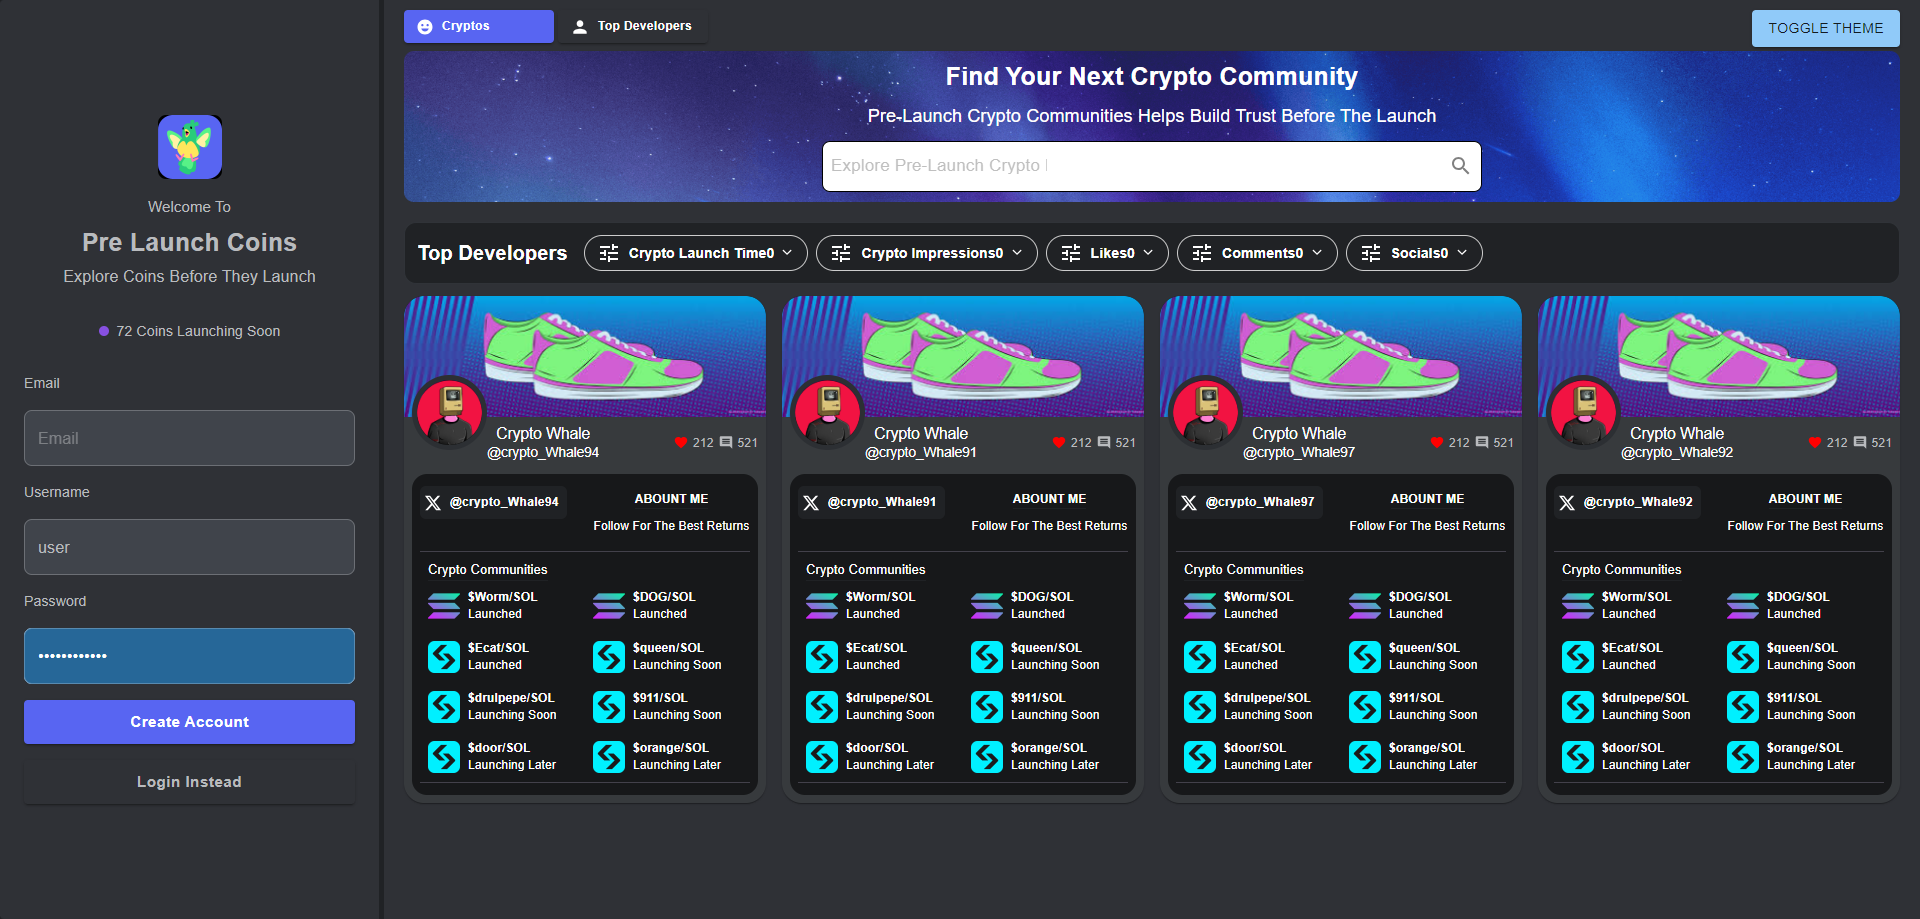 Welcome To
Pre Launch Coins
Explore Coins Before They Launch
72 Coins Launching Soon
Email
Email
Username
user
Password
••••••••••••
Create Account
Login Instead
Cryptos
Top Developers
TOGGLE THEME
Find Your Next Crypto Community
Pre-Launch Crypto Communities Helps Build Trust Before The Launch
Explore Pre-Launch Crypto |
Top Developers
Crypto Launch Time0
Crypto Impressions0
Likes0
Comments0
Socials0
Crypto Whale
@crypto_Whale94
212
521
@crypto_Whale94
ABOUNT ME
Follow For The Best Returns
Crypto Communities
$Worm/SOL
Launched
$DOG/SOL
Launched
$Ecat/SOL
Launched
$queen/SOL
Launching Soon
$drulpepe/SOL
Launching Soon
$911/SOL
Launching Soon
$door/SOL
Launching Later
$orange/SOL
Launching Later
Crypto Whale
@crypto_Whale91
212
521
@crypto_Whale91
ABOUNT ME
Follow For The Best Returns
Crypto Communities
$Worm/SOL
Launched
$DOG/SOL
Launched
$Ecat/SOL
Launched
$queen/SOL
Launching Soon
$drulpepe/SOL
Launching Soon
$911/SOL
Launching Soon
$door/SOL
Launching Later
$orange/SOL
Launching Later
Crypto Whale
@crypto_Whale97
212
521
@crypto_Whale97
ABOUNT ME
Follow For The Best Returns
Crypto Communities
$Worm/SOL
Launched
$DOG/SOL
Launched
$Ecat/SOL
Launched
$queen/SOL
Launching Soon
$drulpepe/SOL
Launching Soon
$911/SOL
Launching Soon
$door/SOL
Launching Later
$orange/SOL
Launching Later
Crypto Whale
@crypto_Whale92
212
521
@crypto_Whale92
ABOUNT ME
Follow For The Best Returns
Crypto Communities
$Worm/SOL
Launched
$DOG/SOL
Launched
$Ecat/SOL
Launched
$queen/SOL
Launching Soon
$drulpepe/SOL
Launching Soon
$911/SOL
Launching Soon
$door/SOL
Launching Later
$orange/SOL
Launching Later